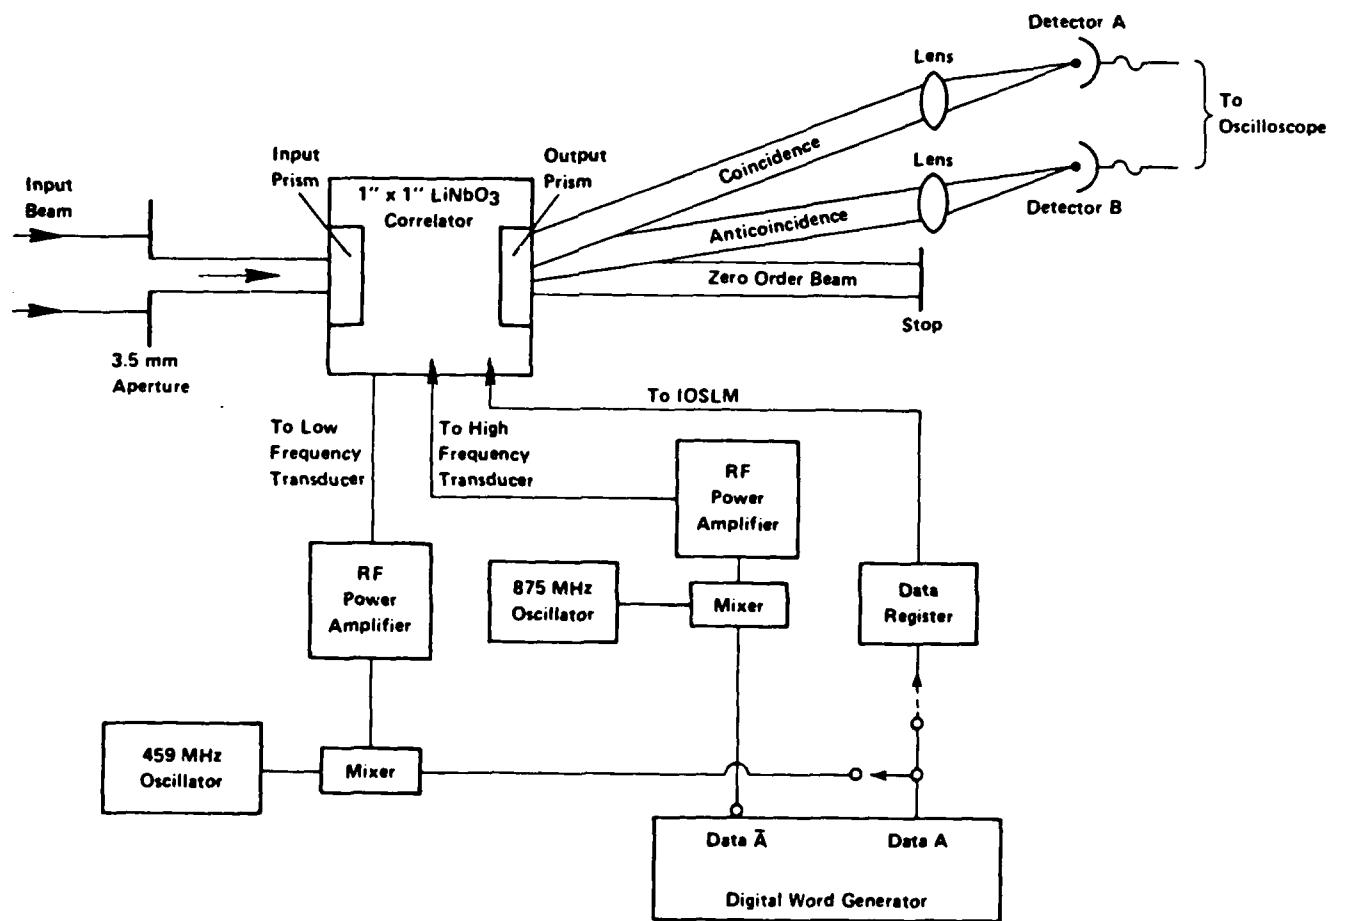 Detector A
Lens
To
Oscilloscope
Coincidence
Input
Prism
Output
Prism
Lens
Input
Beam
1" x 1" LiNbO3
Correlator
Detector B
Anticoincidence
Zero Order Beam
Stop
3.5 mm
Aperture
To IOSLM
To Low
Frequency
Transducer
To High
Frequency
Transducer
RF
Power
Amplifier
RF
Power
Amplifier
875 MHz
Oscillator
Mixer
Data
Register
459 MHz
Oscillator
Mixer
Data Ā
Data A
Digital Word Generator